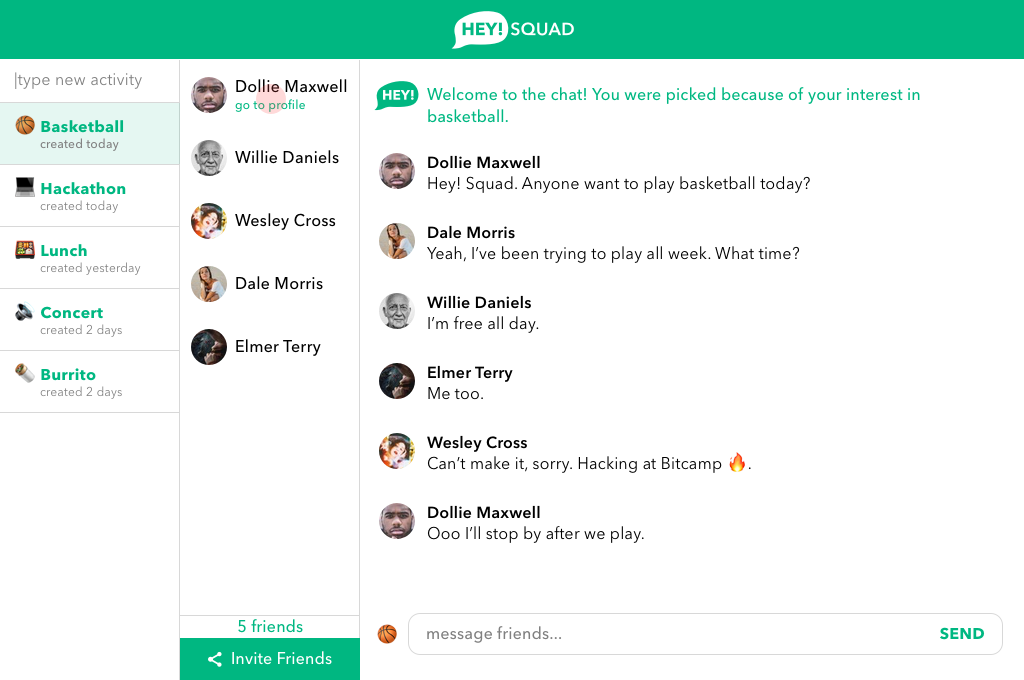 HEY! SQUAD
type new activity
Basketball
created today
Hackathon
created today
Lunch
created yesterday
Concert
created 2 days
Burrito
created 2 days
Dollie Maxwell
go to profile
Willie Daniels
Wesley Cross
Dale Morris
Elmer Terry
5 friends
Invite Friends
HEY!
Welcome to the chat! You were picked because of your interest in
basketball.
Dollie Maxwell
Hey! Squad. Anyone want to play basketball today?
Dale Morris
Yeah, I’ve been trying to play all week. What time?
Willie Daniels
I’m free all day.
Elmer Terry
Me too.
Wesley Cross
Can’t make it, sorry. Hacking at Bitcamp 🔥.
Dollie Maxwell
Ooo I’ll stop by after we play.
message friends...
SEND